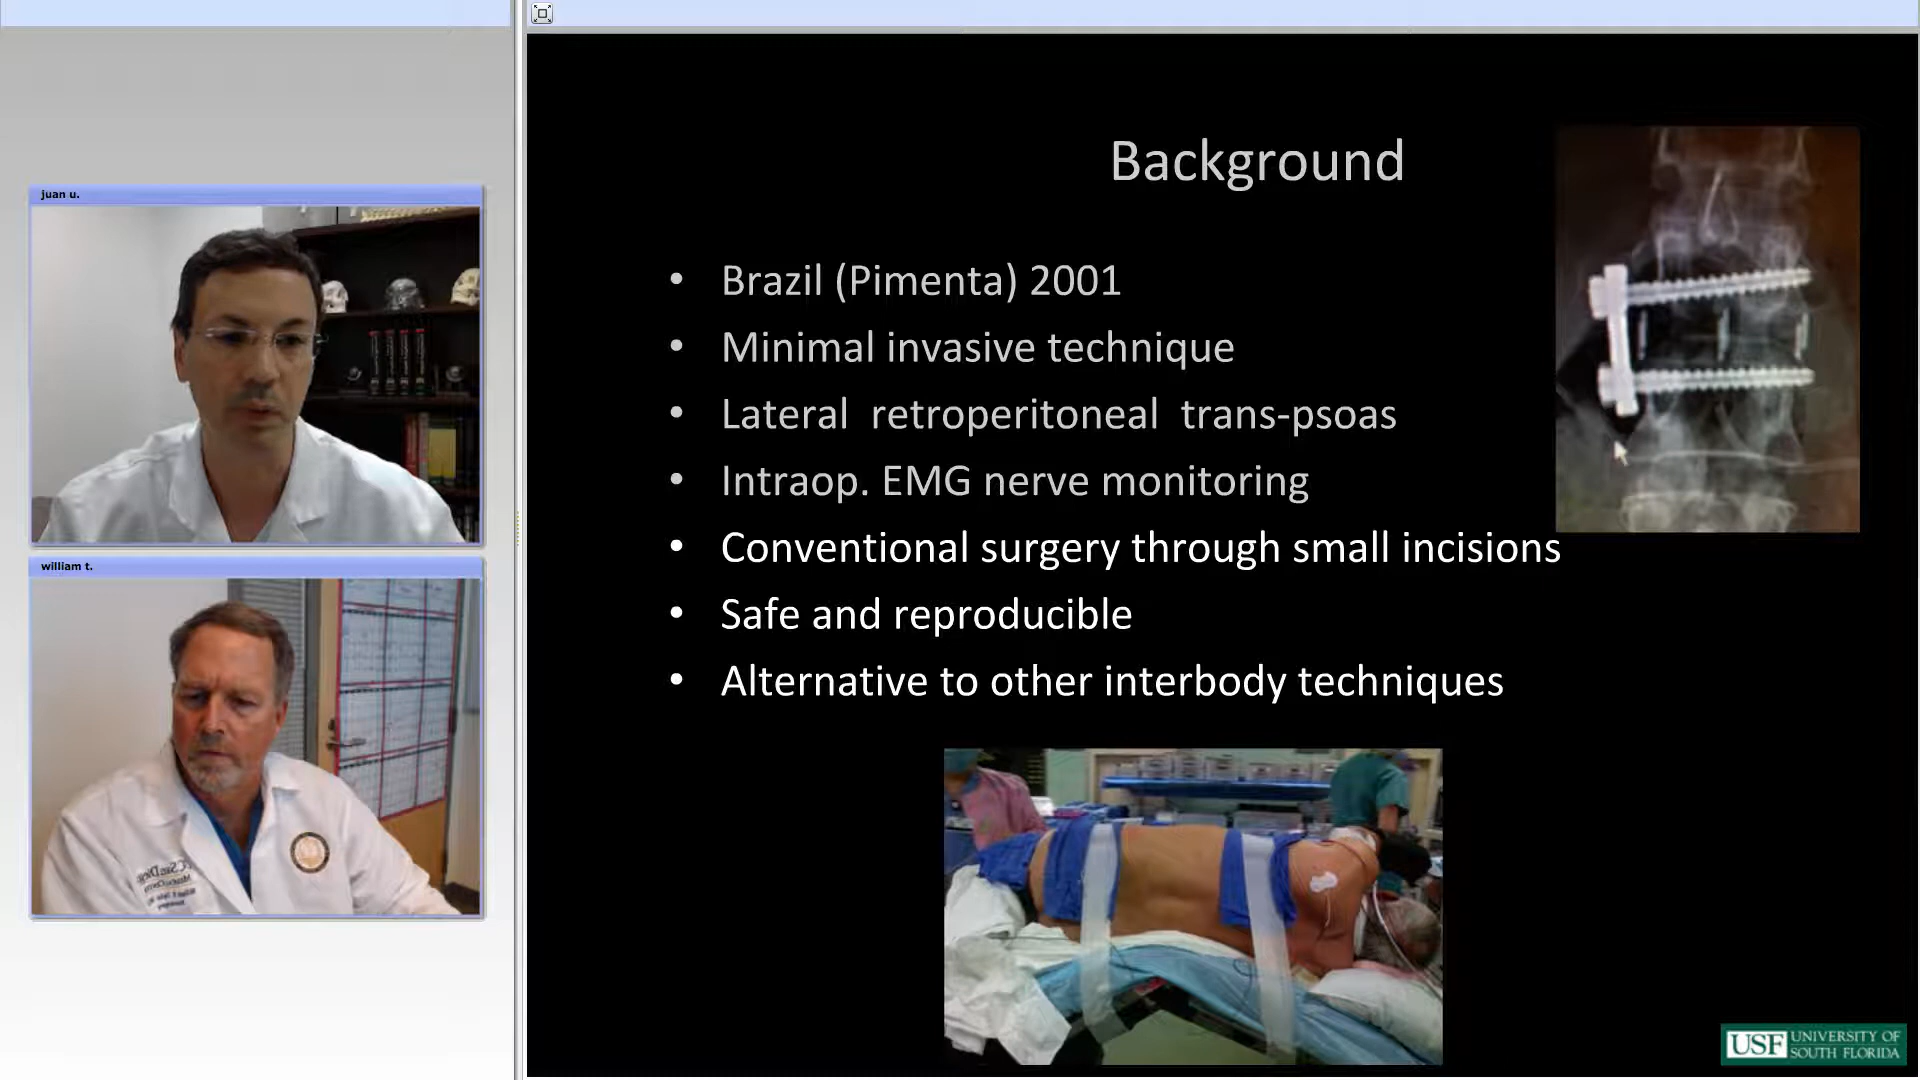 juan u.
william t.
Background
• Brazil (Pimenta) 2001
• Minimal invasive technique
• Lateral retroperitoneal trans-psoas
• Intraop. EMG nerve monitoring
• Conventional surgery through small incisions
• Safe and reproducible
• Alternative to other interbody techniques
USF UNIVERSITY OF
SOUTH FLORIDA